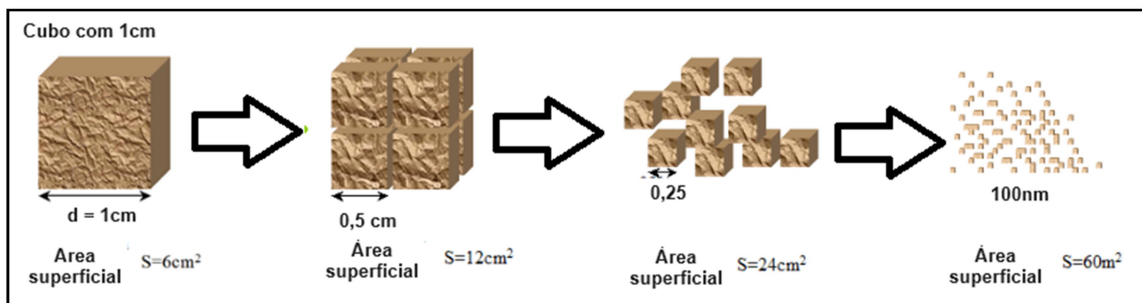 Cubo com 1cm
d = 1cm
0,5 cm
0,25
100nm
Área
superficial
S=6cm²
Área
superficial
S=12cm²
Área
superficial
S=24cm²
Área
superficial
S=60m²